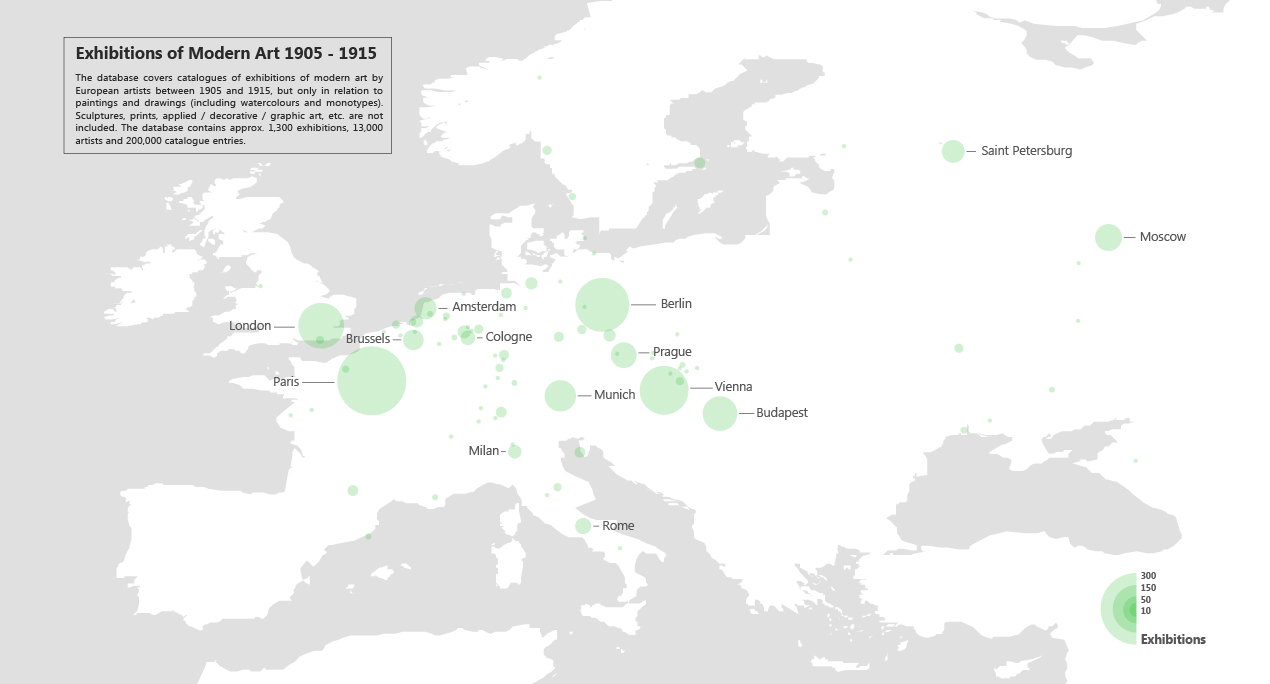 Exhibitions of Modern Art 1905 - 1915
The database covers catalogues of exhibitions of modern art by
European artists between 1905 and 1915, but only in relation to
paintings and drawings (including watercolours and monotypes).
Sculptures, prints, applied / decorative / graphic art, etc. are not
included. The database contains approx. 1,300 exhibitions, 13,000
artists and 200,000 catalogue entries.
Saint Petersburg
Moscow
Berlin
Amsterdam
London
Brussels
Cologne
Prague
Paris
Vienna
Munich
Budapest
Milan
Rome
300
150
50
10
Exhibitions